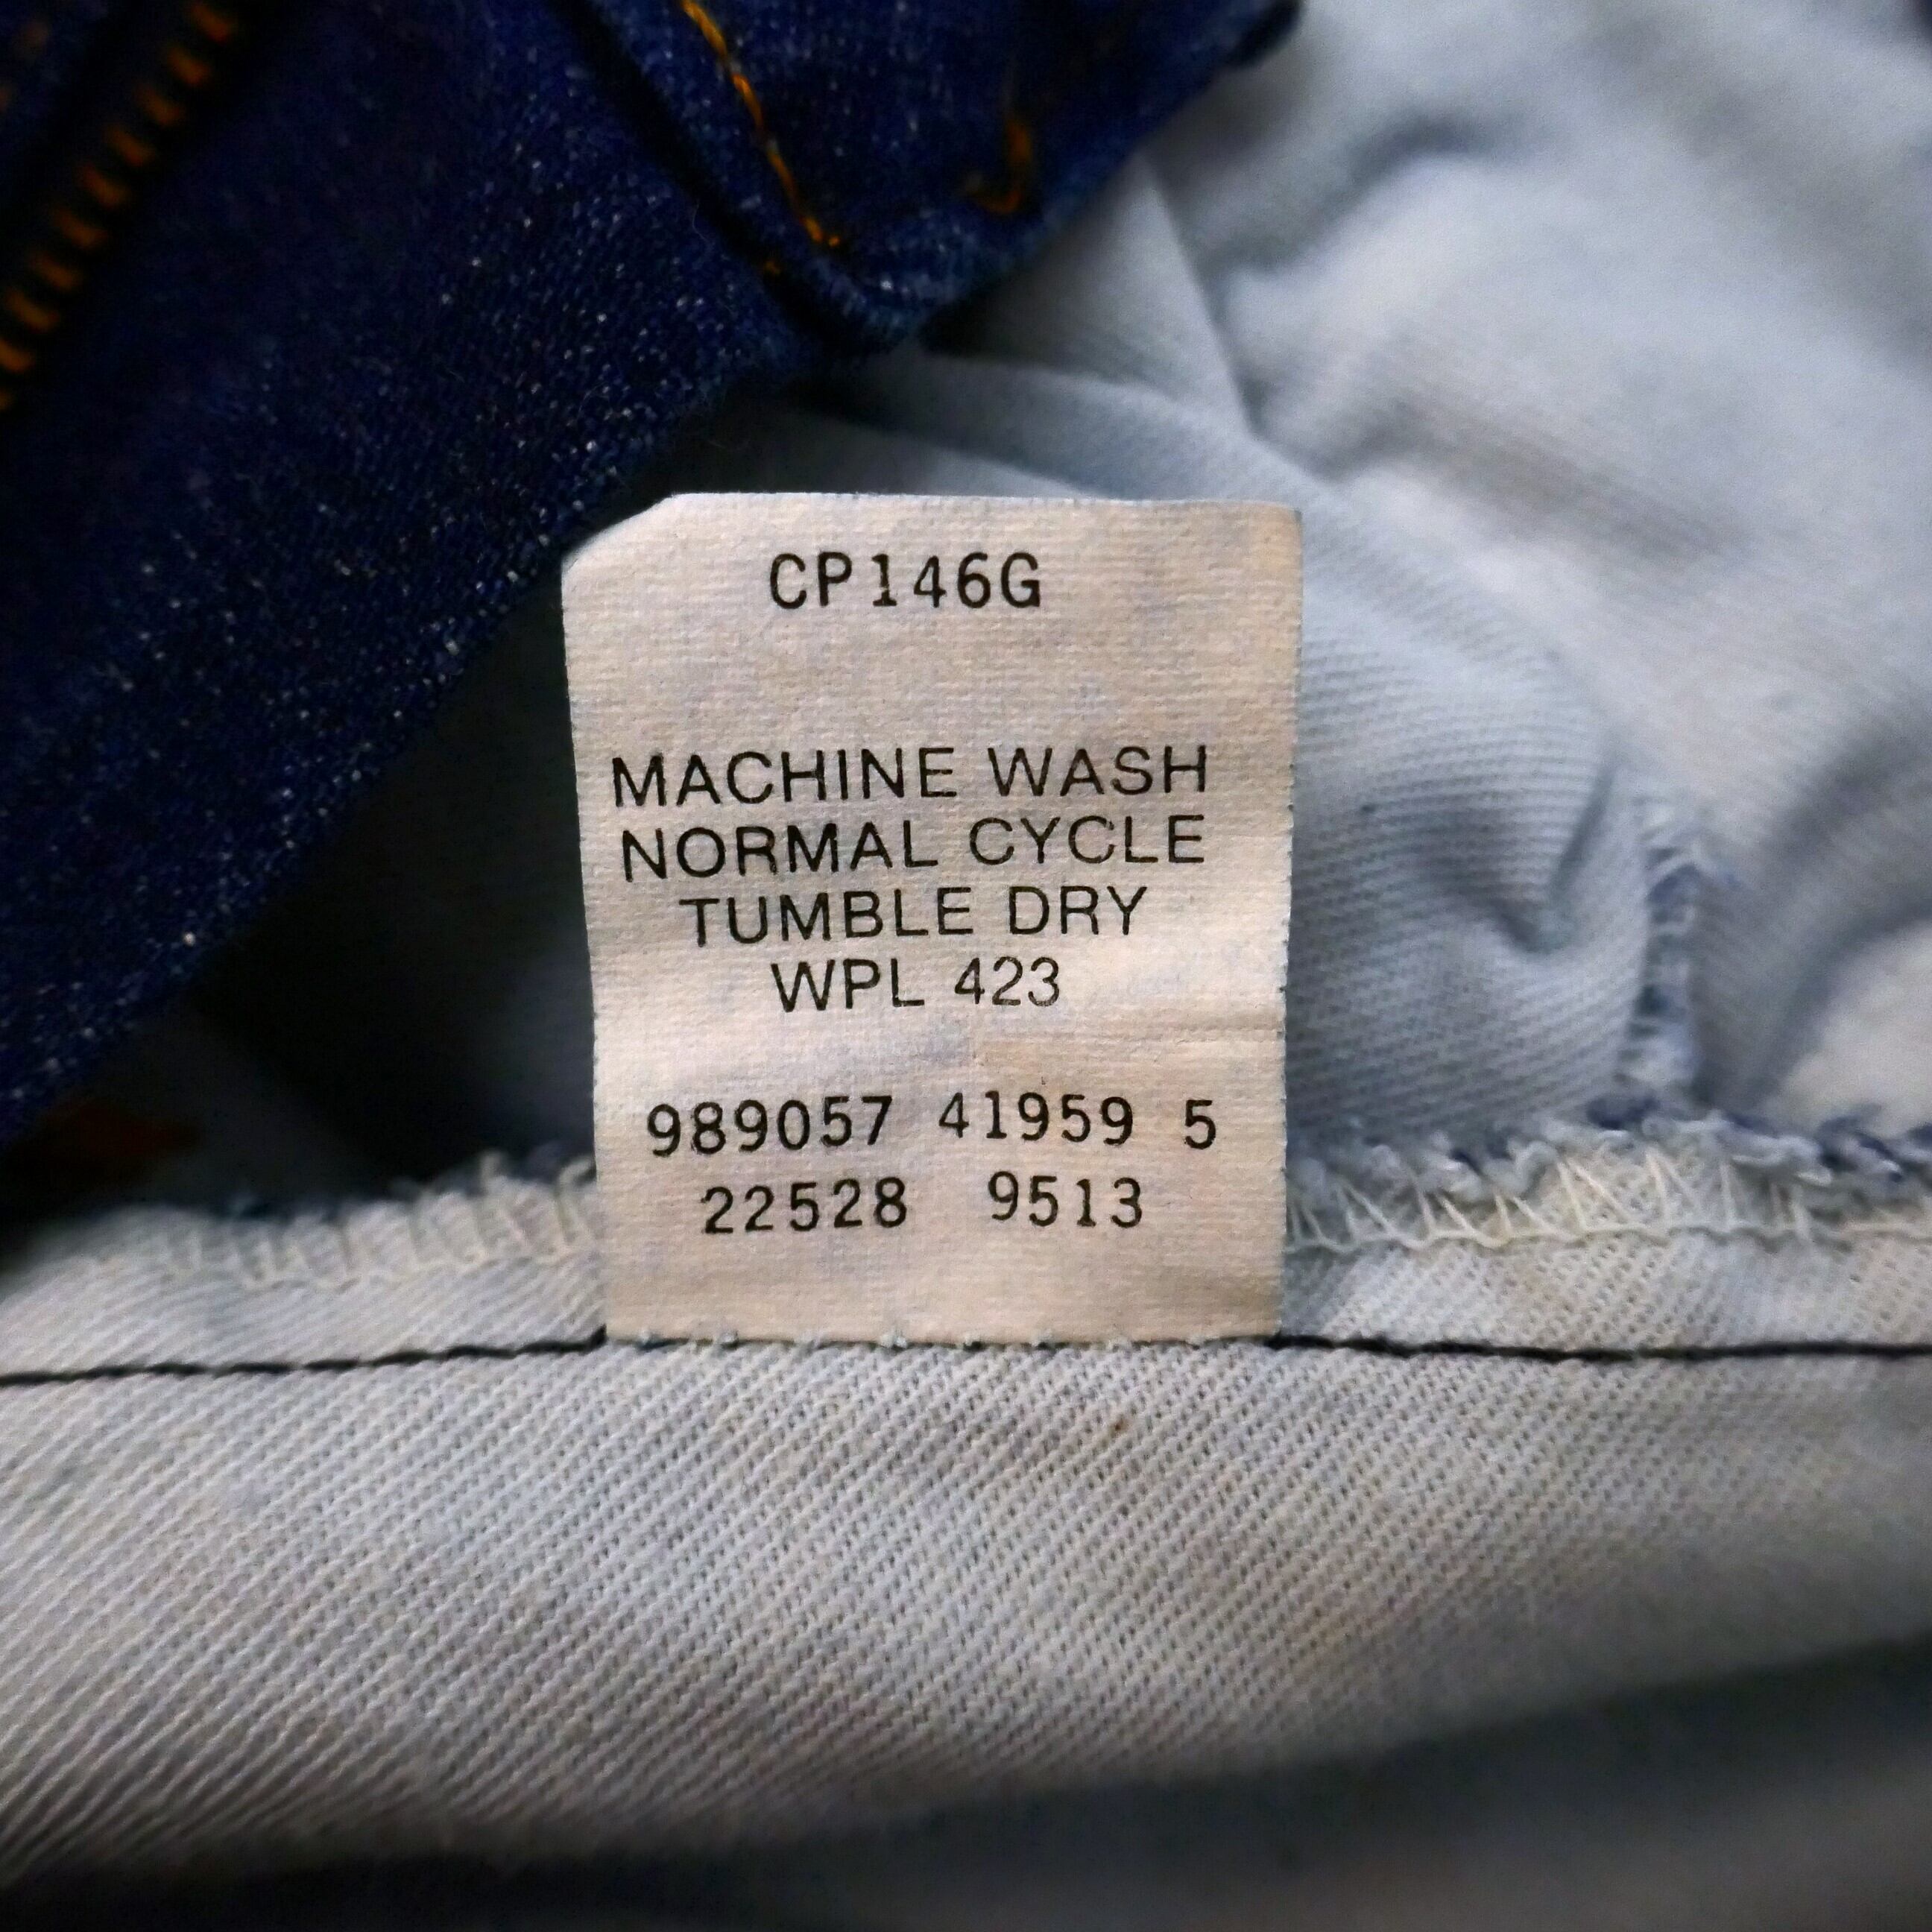 CP146G
MACHINE WASH
NORMAL CYCLE
TUMBLE DRY
WPL 423
989057 41959 5
22528 9513